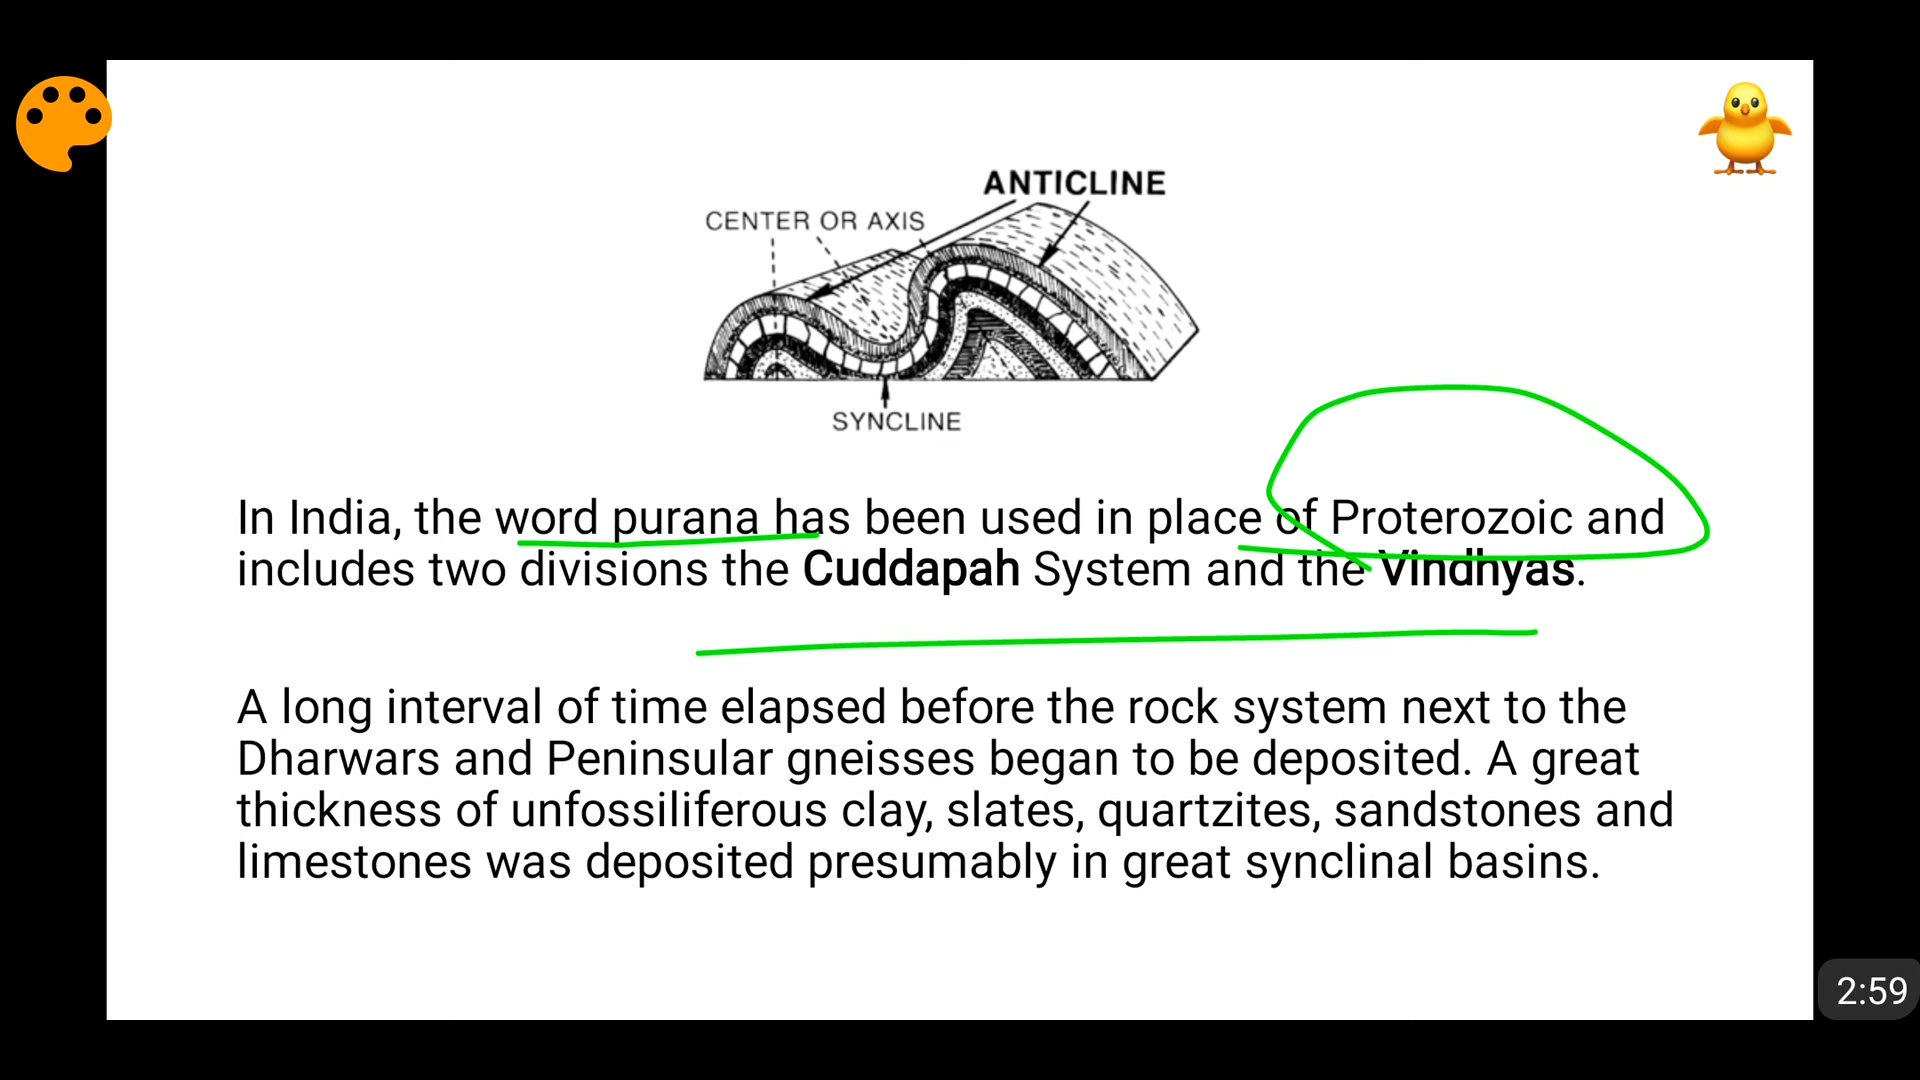 ANTICLINE
CENTER OR AXIS
SYNCLINE
In India, the word purana has been used in place of Proterozoic and
includes two divisions the Cuddapah System and the Vindhyas.
A long interval of time elapsed before the rock system next to the
Dharwars and Peninsular gneisses began to be deposited. A great
thickness of unfossiliferous clay, slates, quartzites, sandstones and
limestones was deposited presumably in great synclinal basins.
2:59